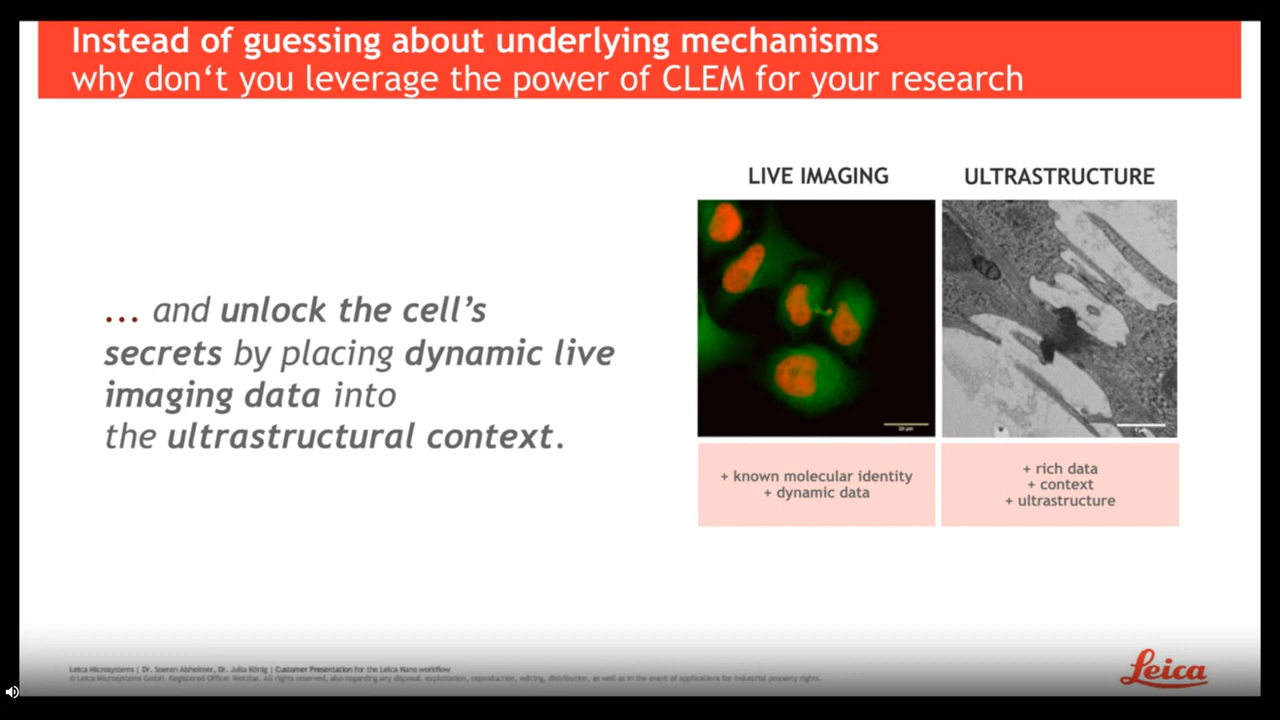 Instead of guessing about underlying mechanisms
why don‘t you leverage the power of CLEM for your research
LIVE IMAGING
ULTRASTRUCTURE
... and unlock the cell’s
secrets by placing dynamic live
imaging data into
the ultrastructural context.
+ known molecular identity
+ dynamic data
+ rich data
+ context
+ ultrastructure
Leica Microsystems | Dr. Soeren Alsheimer, Dr. Julia König | Customer Presentation for the Leica Nano workflow
© Leica Microsystems GmbH. Registered Office: Wetzlar. All rights reserved, also regarding any disposal, exploitation, reproduction, editing, distribution, as well as in the event of applications for industrial property rights.
Leica